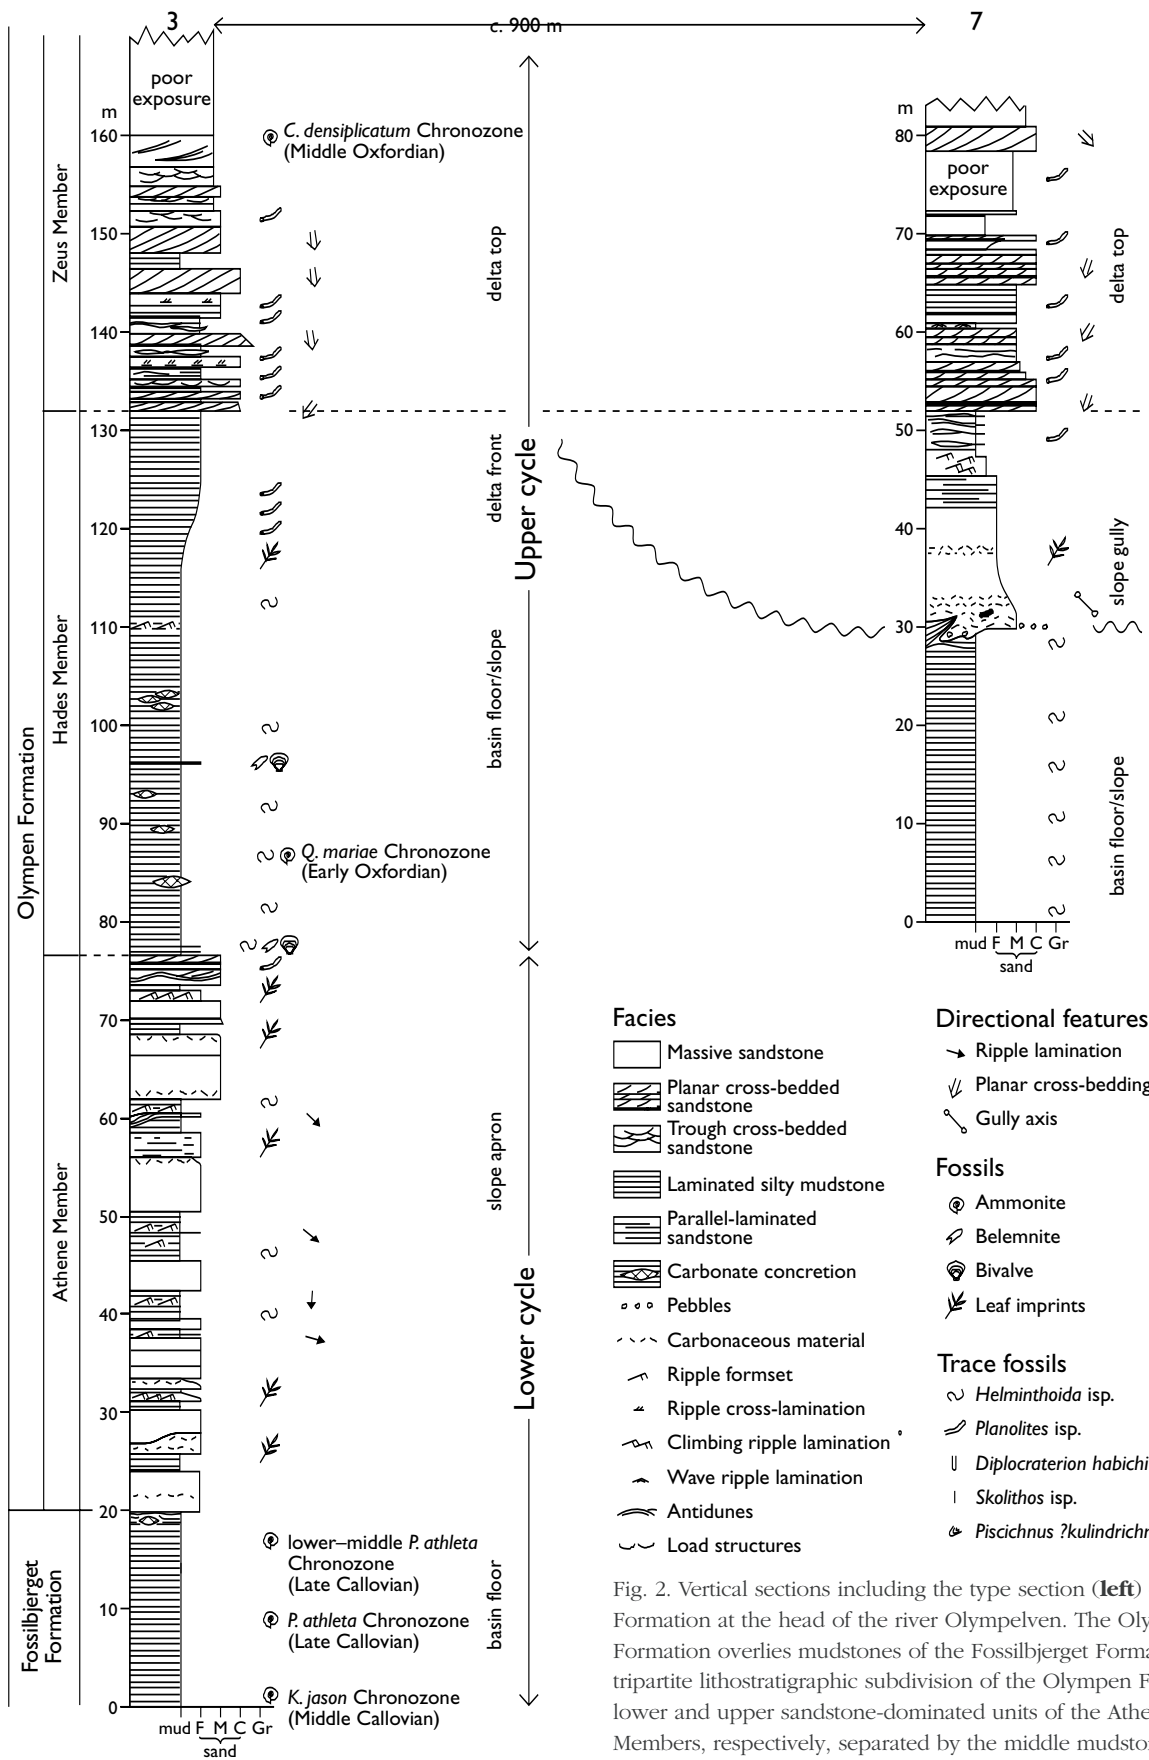 3
c. 900 m
7
poor
exposure
m
160
150
140
130
120
110
100
90
80
70
60
50
40
30
20
10
0
mud F M C Gr
sand
Olympen Formation
Zeus Member
Hades Member
Athene Member
Fossilbjerget
Formation
C. densiplicatum Chronozone
(Middle Oxfordian)
Q. mariae Chronozone
(Early Oxfordian)
lower–middle P. athleta
Chronozone
(Late Callovian)
P. athleta Chronozone
(Late Callovian)
K. jason Chronozone
(Middle Callovian)
delta top
delta front
basin floor/slope
slope apron
basin floor
Upper cycle
Lower cycle
m
80
poor
exposure
70
60
50
40
30
20
10
0
mud F M C Gr
sand
delta top
slope gully
basin floor/slope
Facies
Massive sandstone
Planar cross-bedded
sandstone
Trough cross-bedded
sandstone
Laminated silty mudstone
Parallel-laminated
sandstone
Carbonate concretion
Pebbles
Carbonaceous material
Ripple formset
Ripple cross-lamination
Climbing ripple lamination
Wave ripple lamination
Antidunes
Load structures
Directional features
Ripple lamination
Planar cross-bedding
Gully axis
Fossils
Ammonite
Belemnite
Bivalve
Leaf imprints
Trace fossils
Helminthoida isp.
Planolites isp.
Diplocraterion habichi
Skolithos isp.
Piscichnus ?kulindrichn
Fig. 2. Vertical sections including the type section (left)
Formation at the head of the river Olympelven. The Oly
Formation overlies mudstones of the Fossilbjerget Forma
tripartite lithostratigraphic subdivision of the Olympen F
lower and upper sandstone-dominated units of the Athe
Members, respectively, separated by the middle mudsto